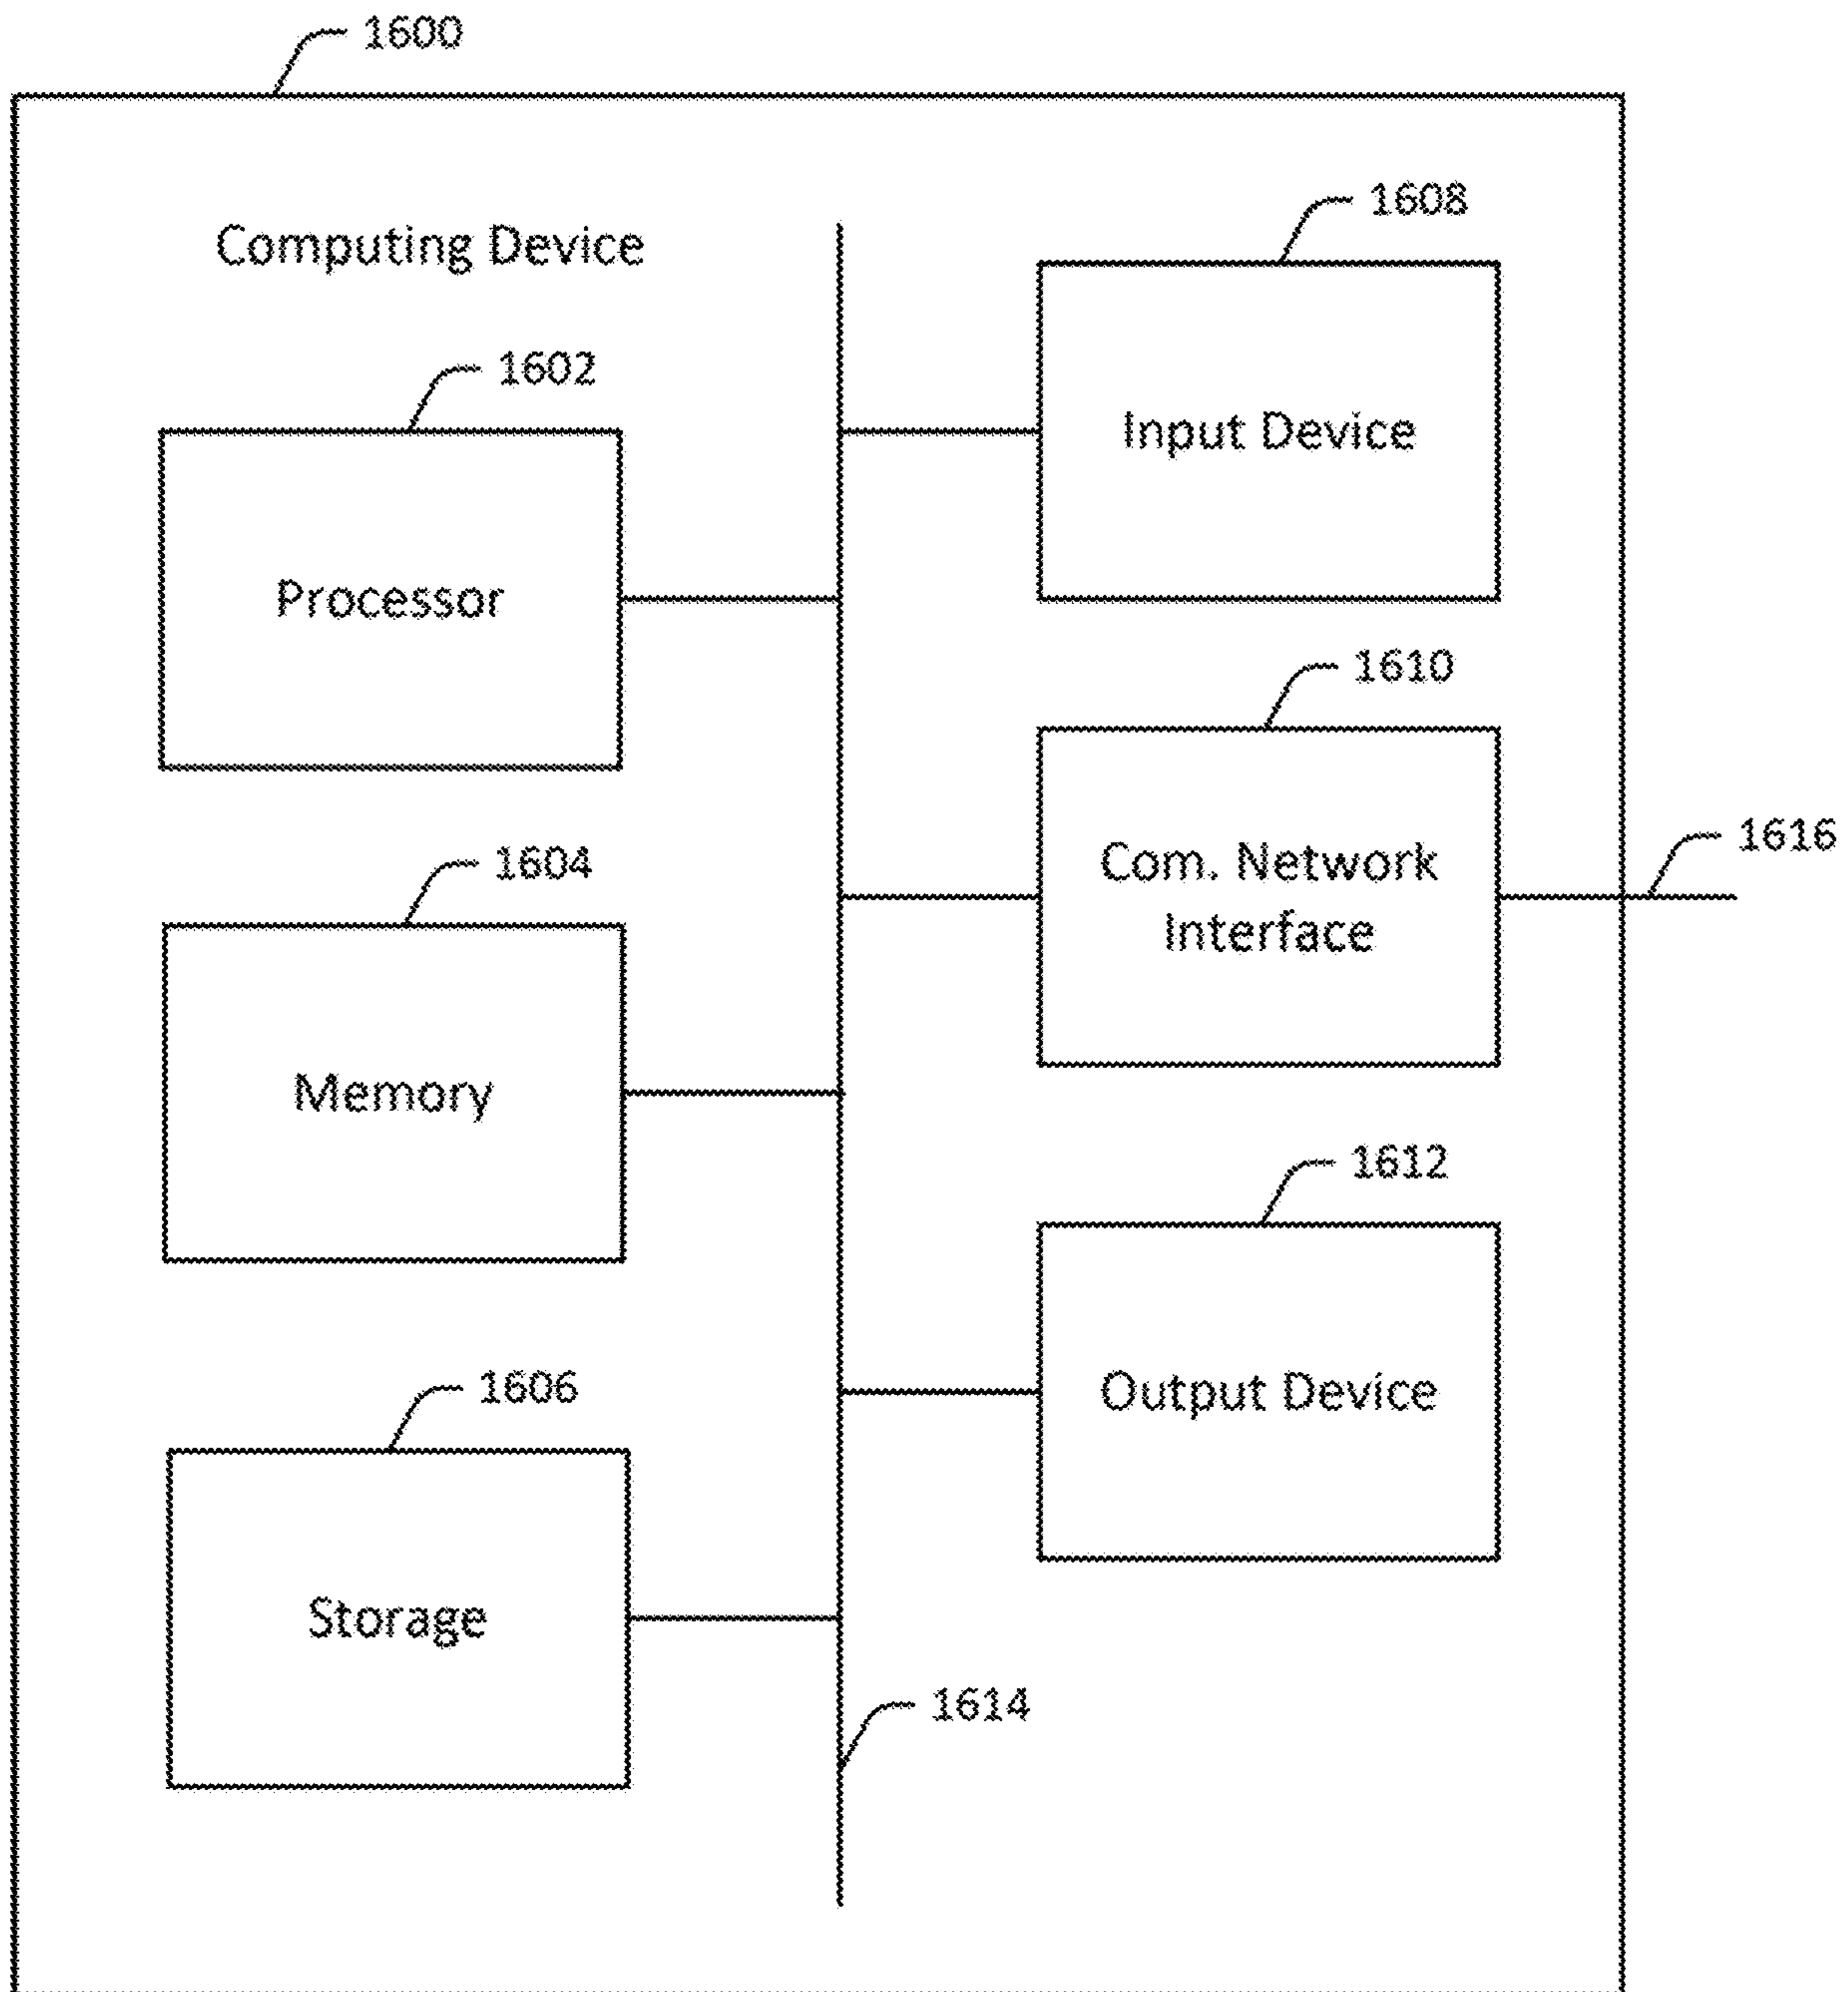 1600
Computing Device
1608
Input Device
1602
Processor
1610
Com. Network
Interface
1616
1604
Memory
1612
Output Device
1606
Storage
1614